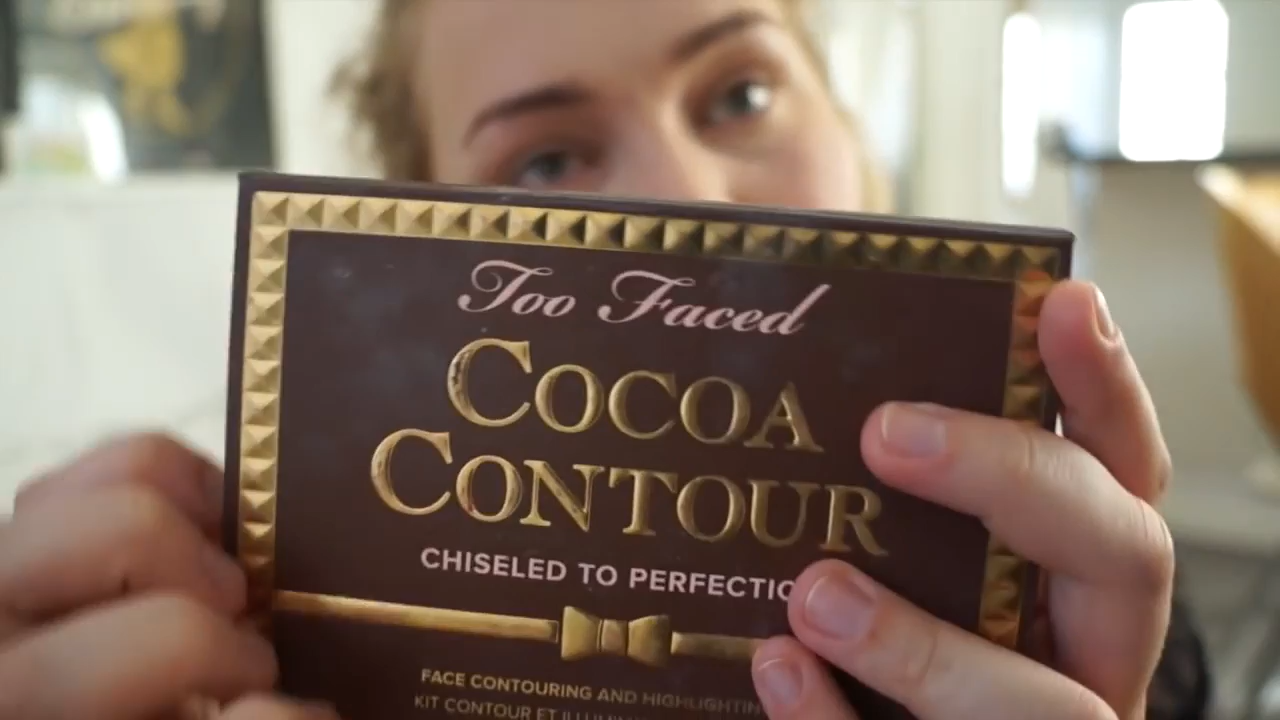 Too Faced
COCOA
CONTOUR
CHISELED TO PERFECTIO
FACE CONTOURING AND HIGHLIGHTIN
KIT CONTOUR ET